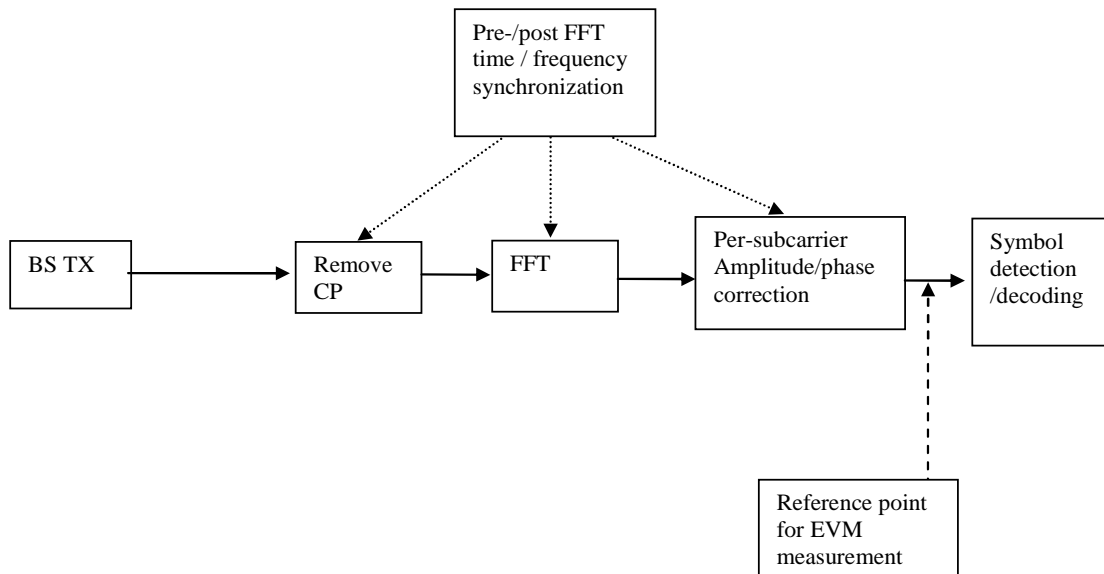 Pre-/post FFT
time / frequency
synchronization
BS TX
Remove
CP
FFT
Per-subcarrier
Amplitude/phase
correction
Symbol
detection
/decoding
Reference point
for EVM
measurement